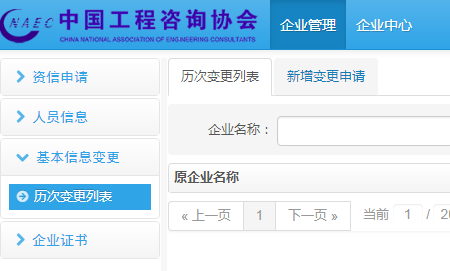 NAEC 中国工程咨询协会
CHINA NATIONAL ASSOCIATION OF ENGINEERING CONSULTANTS
企业管理 企业中心
资信申请
人员信息
基本信息变更
历次变更列表
企业证书
历次变更列表 新增变更申请
企业名称：
原企业名称
« 上一页 1 下一页 » 当前 1 /